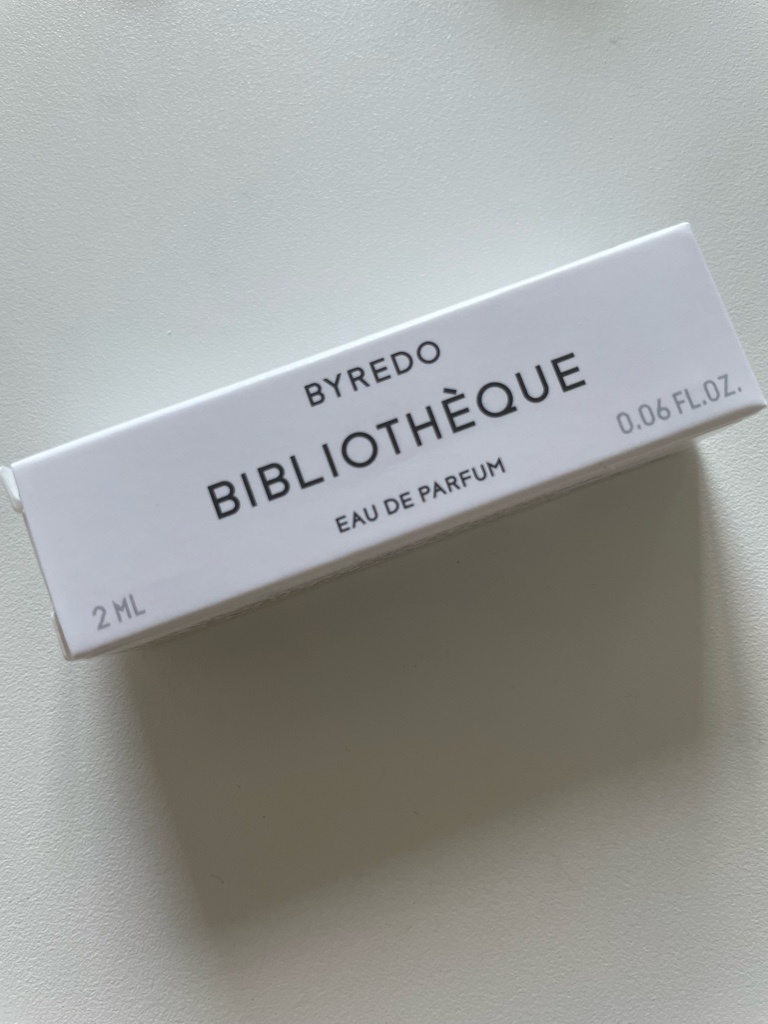 BYREDO
BIBLIOTHÈQUE
EAU DE PARFUM
2 ML
0.06 FL.OZ.